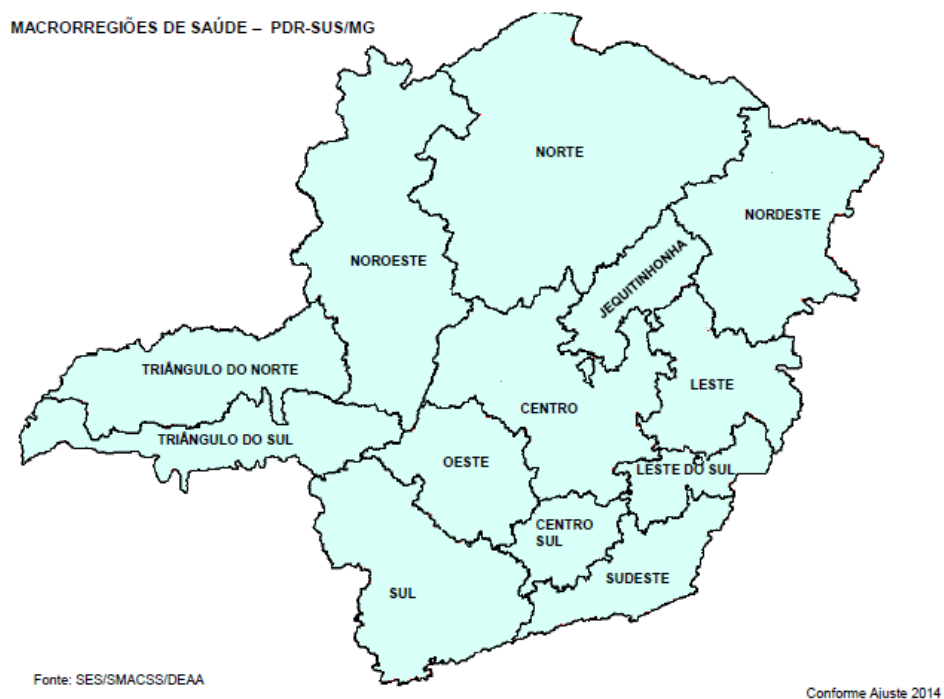 MACRORREGIÕES DE SAÚDE – PDR-SUS/MG
NORTE
NORDESTE
JEQUITINHONHA
NOROESTE
TRIÂNGULO DO NORTE
LESTE
CENTRO
TRIÂNGULO DO SUL
OESTE
LESTE DO SUL
CENTRO
SUL
SUDESTE
SUL
Fonte: SES/SMACSS/DEAA
Conforme Ajuste 2014